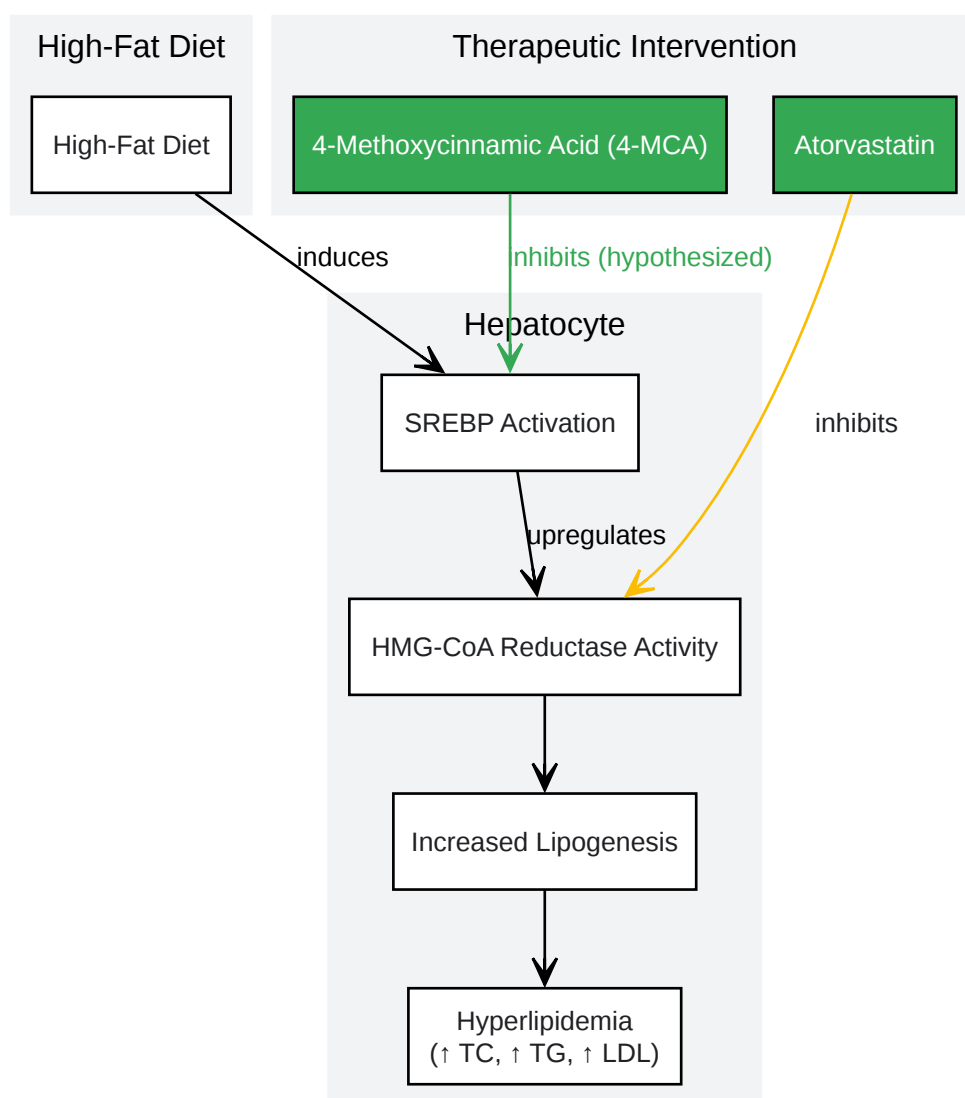 High-Fat Diet
Therapeutic Intervention
High-Fat Diet
4-Methoxycinnamic Acid (4-MCA)
Atorvastatin
induces
inhibits (hypothesized)
Hepatocyte
SREBP Activation
inhibits
upregulates
HMG-CoA Reductase Activity
Increased Lipogenesis
Hyperlipidemia
(↑ TC, ↑ TG, ↑ LDL)